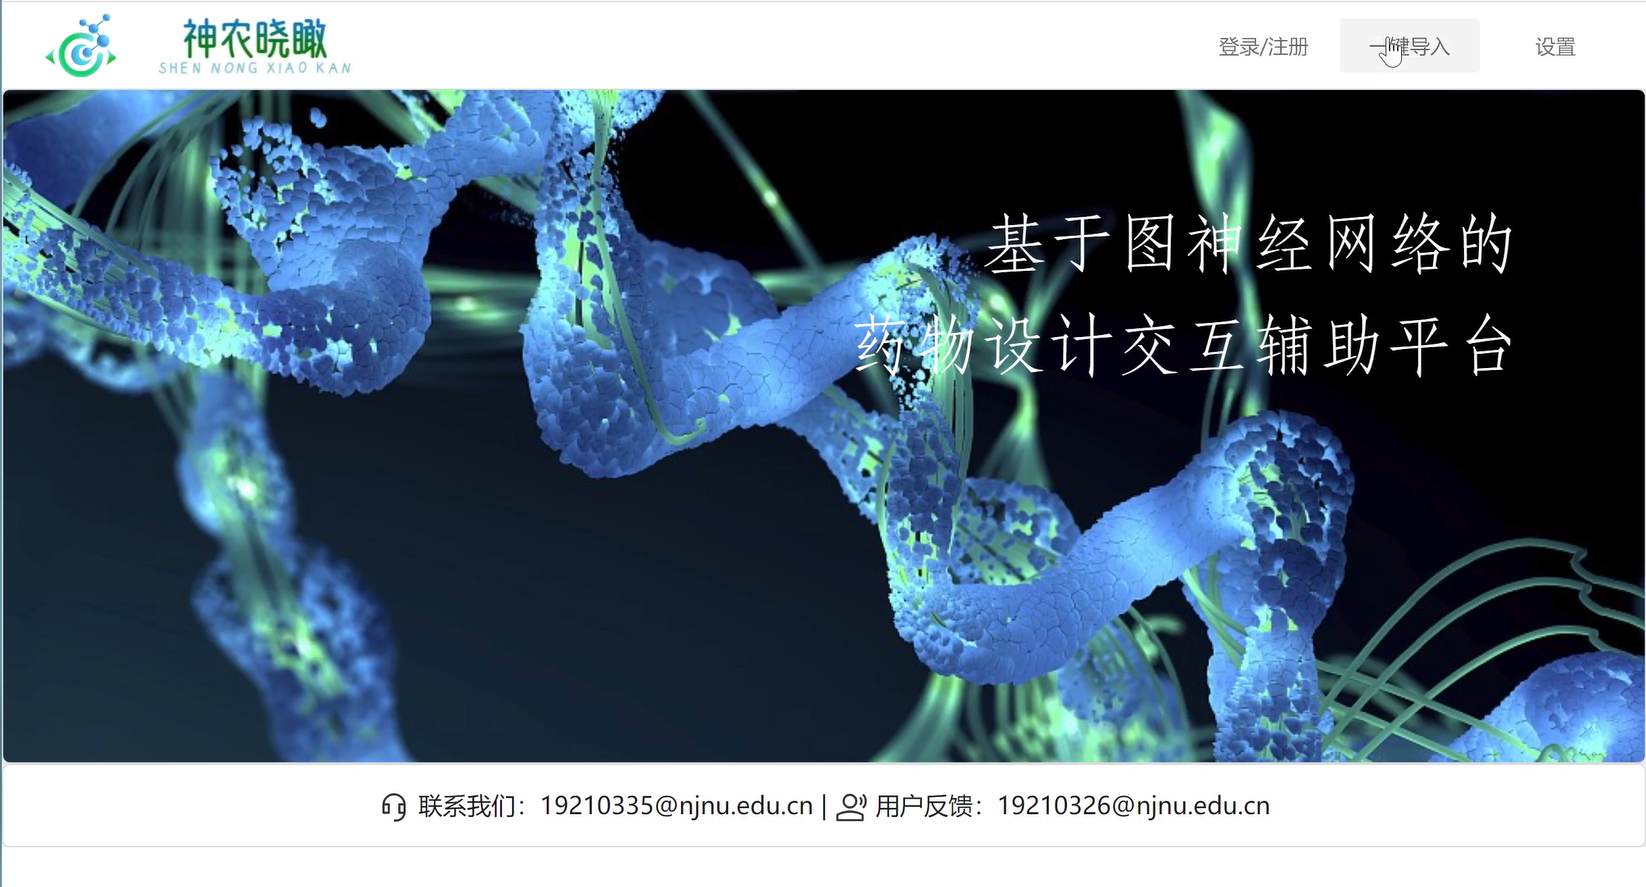 神农晓瞰
SHEN NONG XIAO KAN
登录/注册
一键导入
设置
基于图神经网络的
药物设计交互辅助平台
联系我们：19210335@njnu.edu.cn | 用户反馈：19210326@njnu.edu.cn